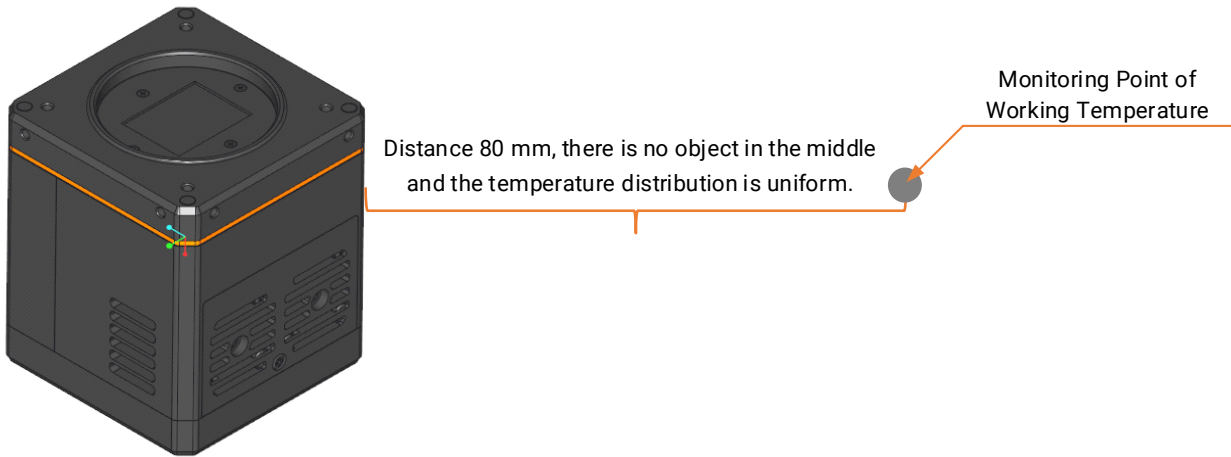 Monitoring Point of
Working Temperature
Distance 80 mm, there is no object in the middle
and the temperature distribution is uniform.